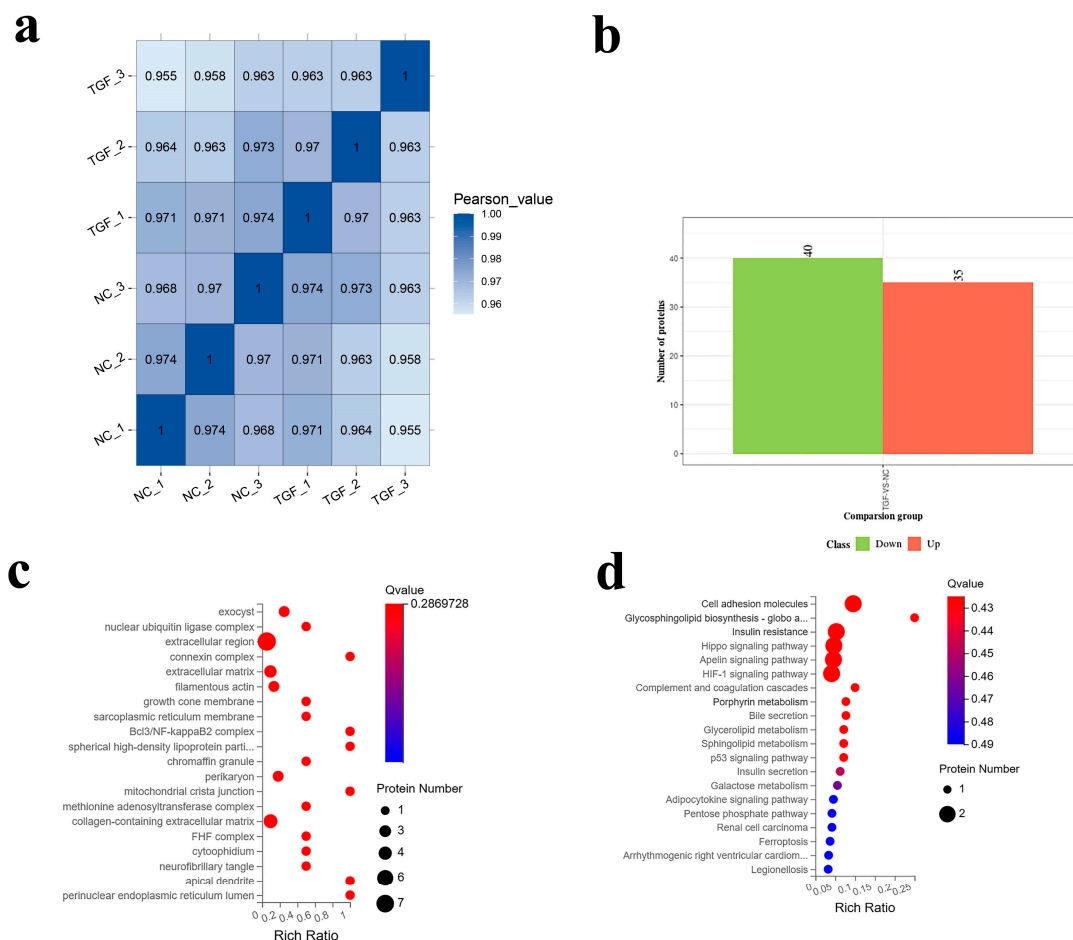 a
TGF_3 0.955 0.958 0.963 0.963 0.963 1
TGF_2 0.964 0.963 0.973 0.97 1 0.963
TGF_1 0.971 0.971 0.974 1 0.97 0.963
NC_3 0.968 0.97 1 0.974 0.973 0.963
NC_2 0.974 1 0.97 0.971 0.963 0.958
NC_1 1 0.974 0.968 0.971 0.964 0.955
NC_1 NC_2 NC_3 TGF_1 TGF_2 TGF_3
Pearson_value
1.00
0.99
0.98
0.97
0.96
b
Number of proteins
40
30
20
10
0
40
35
TGF-VS-NC
Comparsion group
Class Down Up
c
exocyst
nuclear ubiquitin ligase complex
extracellular region
connexin complex
extracellular matrix
filamentous actin
growth cone membrane
sarcoplasmic reticulum membrane
Bcl3/NF-kappaB2 complex
spherical high-density lipoprotein parti...
chromaffin granule
perikaryon
mitochondrial crista junction
methionine adenosyltransferase complex
collagen-containing extracellular matrix
FHF complex
cytoophidium
neurofibrillary tangle
apical dendrite
perinuclear endoplasmic reticulum lumen
0 0.2 0.4 0.6 0.8 1
Rich Ratio
Qvalue
0.2869728
Protein Number
1
3
4
6
7
d
Cell adhesion molecules
Glycosphingolipid biosynthesis - globo a...
Insulin resistance
Hippo signaling pathway
Apelin signaling pathway
HIF-1 signaling pathway
Complement and coagulation cascades
Porphyrin metabolism
Bile secretion
Glycerolipid metabolism
Sphingolipid metabolism
p53 signaling pathway
Insulin secretion
Galactose metabolism
Adipocytokine signaling pathway
Pentose phosphate pathway
Renal cell carcinoma
Ferroptosis
Arrhythmogenic right ventricular cardiom...
Legionellosis
0 0.05 0.1 0.15 0.2 0.25
Rich Ratio
Qvalue
0.43
0.44
0.45
0.46
0.47
0.48
0.49
Protein Number
1
2